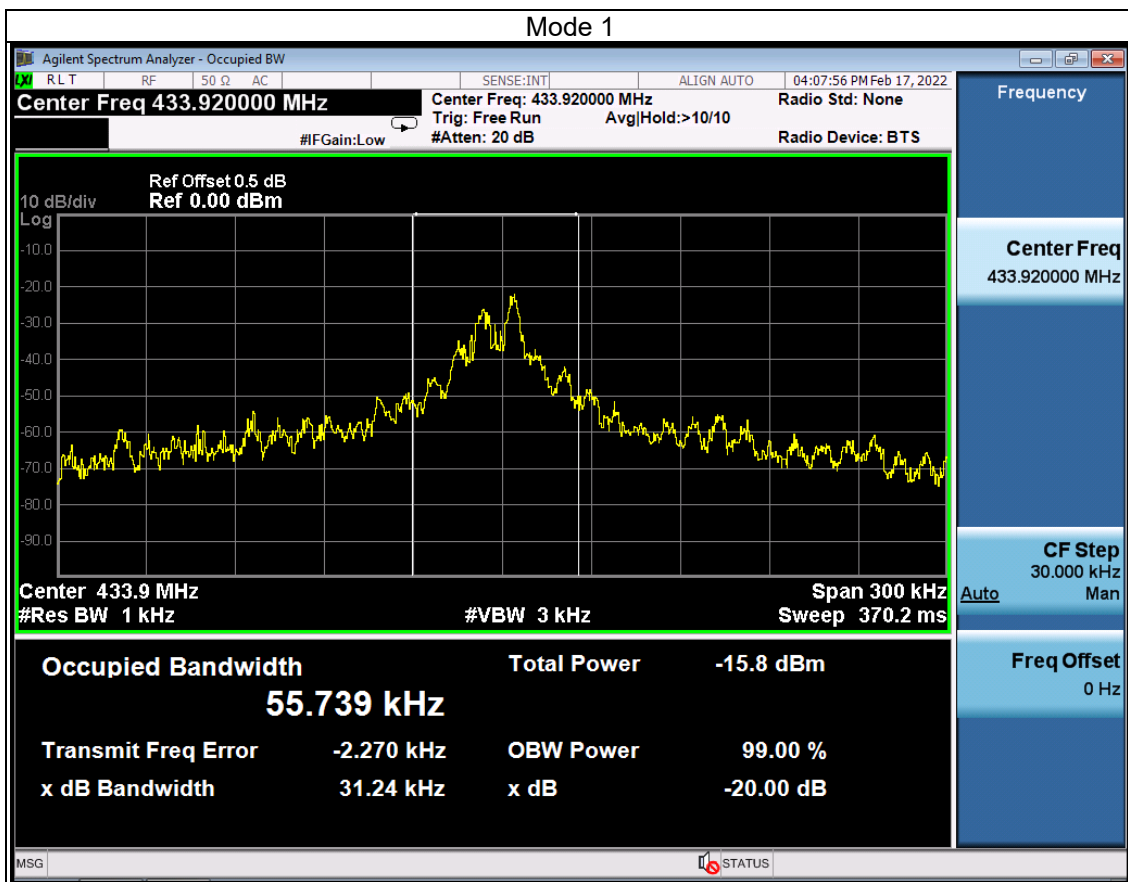 Mode 1
Agilent Spectrum Analyzer - Occupied BW
LXI RLT RF 50 Ω AC SENSE:INT ALIGN AUTO 04:07:56 PM Feb 17, 2022
Center Freq 433.920000 MHz
Center Freq: 433.920000 MHz Radio Std: None
Trig: Free Run Avg|Hold:>10/10
#IFGain:Low #Atten: 20 dB Radio Device: BTS
Ref Offset 0.5 dB
10 dB/div Ref 0.00 dBm
Log
-10.0
-20.0
-30.0
-40.0
-50.0
-60.0
-70.0
-80.0
-90.0
Center 433.9 MHz Span 300 kHz
#Res BW 1 kHz #VBW 3 kHz Sweep 370.2 ms
Occupied Bandwidth Total Power -15.8 dBm
55.739 kHz
Transmit Freq Error -2.270 kHz OBW Power 99.00 %
x dB Bandwidth 31.24 kHz x dB -20.00 dB
MSG STATUS
Frequency
Center Freq
433.920000 MHz
CF Step
30.000 kHz
Auto Man
Freq Offset
0 Hz